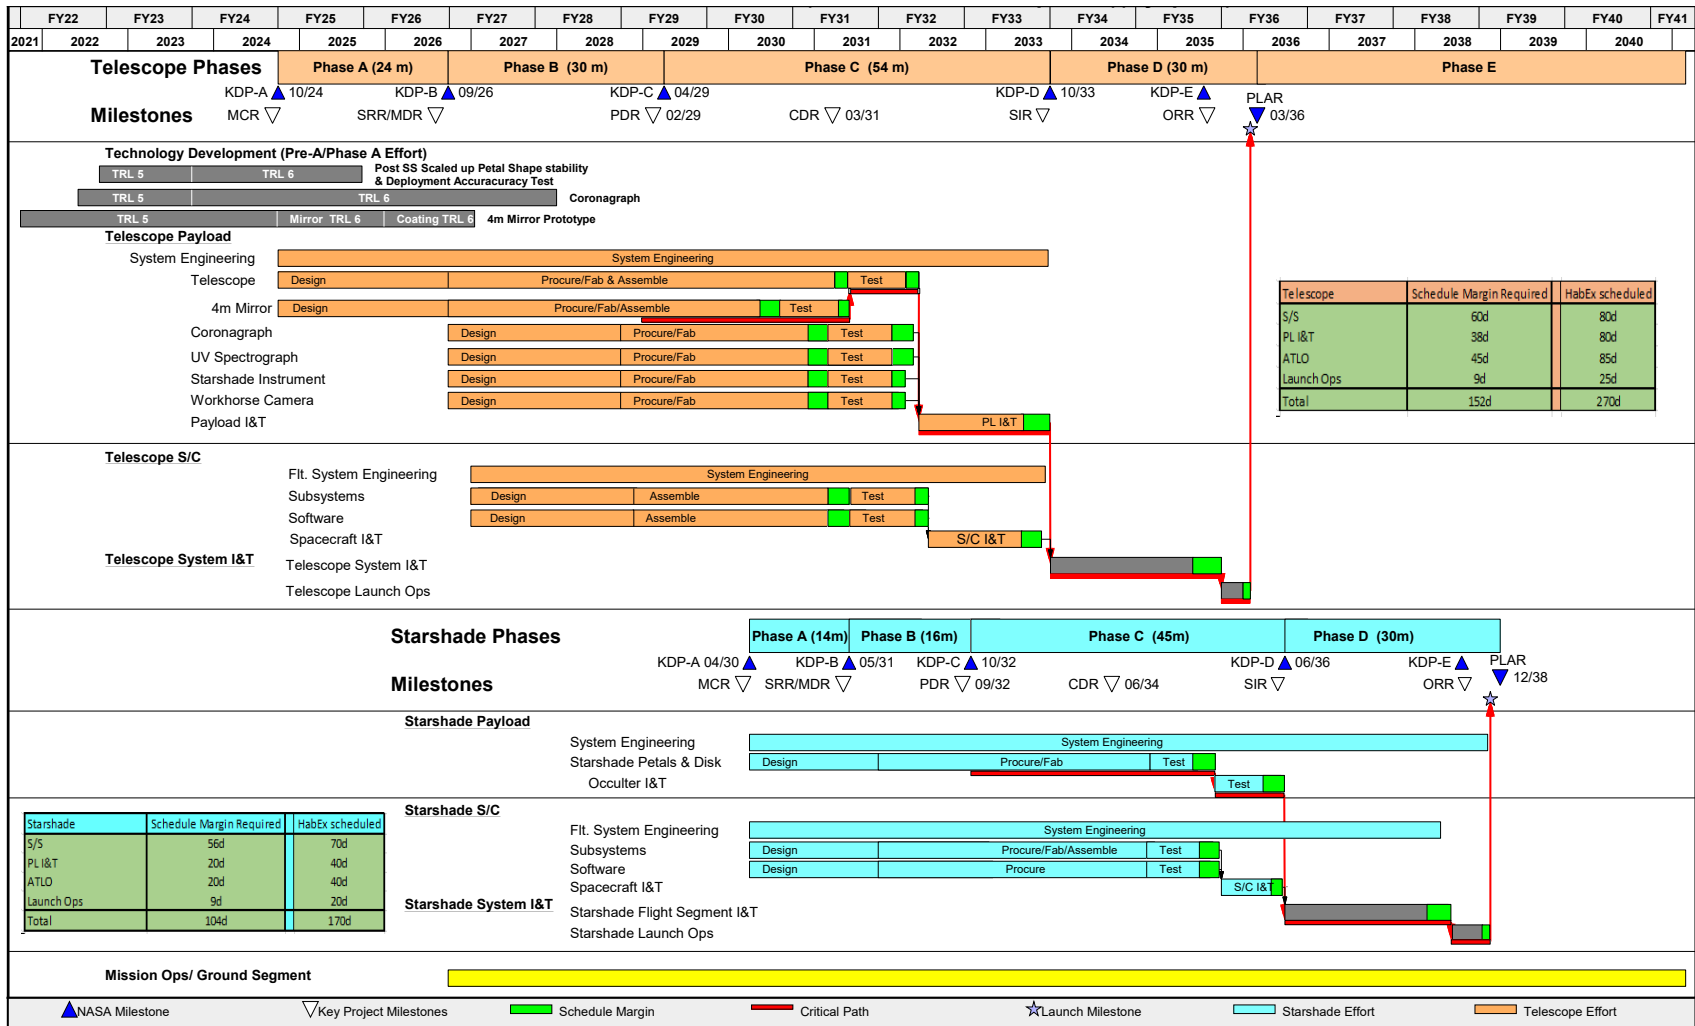 FY22 FY23 FY24 FY25 FY26 FY27 FY28 FY29 FY30 FY31 FY32 FY33 FY34 FY35 FY36 FY37 FY38 FY39 FY40 FY41
2021 2022 2023 2024 2025 2026 2027 2028 2029 2030 2031 2032 2033 2034 2035 2036 2037 2038 2039 2040
Telescope Phases Phase A (24 m) Phase B (30 m) Phase C (54 m) Phase D (30 m) Phase E
KDP-A 10/24 KDP-B 09/26 KDP-C 04/29 KDP-D 10/33 KDP-E PLAR
Milestones MCR SRR/MDR PDR 02/29 CDR 03/31 SIR ORR 03/36
Technology Development (Pre-A/Phase A Effort)
TRL 5 TRL 6 Post SS Scaled up Petal Shape stability
& Deployment Accuracuracy Test
TRL 5 TRL 6 Coronagraph
TRL 5 Mirror TRL 6 Coating TRL 6 4m Mirror Prototype
Telescope Payload
System Engineering System Engineering
Telescope Design Procure/Fab & Assemble Test
4m Mirror Design Procure/Fab/Assemble Test
Coronagraph Design Procure/Fab Test
UV Spectrograph Design Procure/Fab Test
Starshade Instrument Design Procure/Fab Test
Workhorse Camera Design Procure/Fab Test
Payload I&T PL I&T
Telescope Schedule Margin Required HabEx scheduled
S/S 60d 80d
PL I&T 38d 80d
ATLO 45d 85d
Launch Ops 9d 25d
Total 152d 270d
Telescope S/C
Flt. System Engineering System Engineering
Subsystems Design Assemble Test
Software Design Assemble Test
Spacecraft I&T S/C I&T
Telescope System I&T Telescope System I&T
Telescope Launch Ops
Starshade Phases Phase A (14m) Phase B (16m) Phase C (45m) Phase D (30m)
KDP-A 04/30 KDP-B 05/31 KDP-C 10/32 KDP-D 06/36 KDP-E PLAR
Milestones MCR SRR/MDR PDR 09/32 CDR 06/34 SIR ORR 12/38
Starshade Payload
System Engineering System Engineering
Starshade Petals & Disk Design Procure/Fab Test
Occulter I&T Test
Starshade S/C
Flt. System Engineering System Engineering
Subsystems Design Procure/Fab/Assemble Test
Software Design Procure Test
Spacecraft I&T S/C I&T
Starshade System I&T
Starshade Flight Segment I&T
Starshade Launch Ops
Starshade Schedule Margin Required HabEx scheduled
S/S 56d 70d
PL I&T 20d 40d
ATLO 20d 40d
Launch Ops 9d 20d
Total 104d 170d
Mission Ops/ Ground Segment
NASA Milestone Key Project Milestones Schedule Margin Critical Path Launch Milestone Starshade Effort Telescope Effort